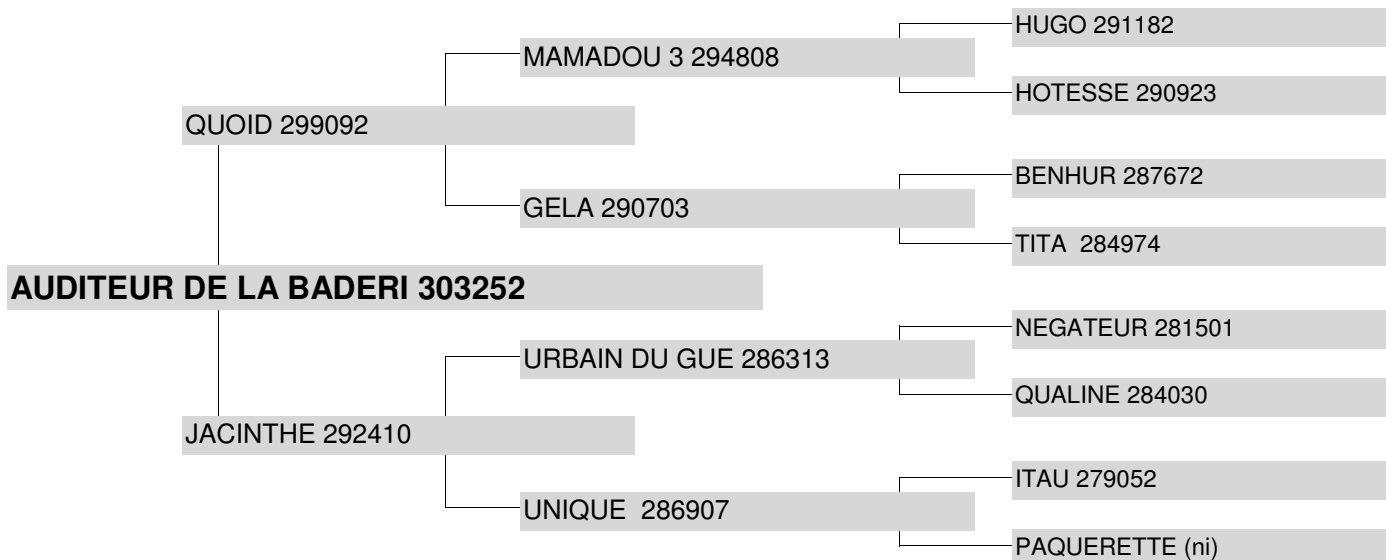 HUGO 291182
MAMADOU 3 294808
HOTESSE 290923
QUOID 299092
BENHUR 287672
GELA 290703
TITA 284974
AUDITEUR DE LA BADERI 303252
NEGATEUR 281501
URBAIN DU GUE 286313
QUALINE 284030
JACINTHE 292410
ITAU 279052
UNIQUE 286907
PAQUERETTE (ni)